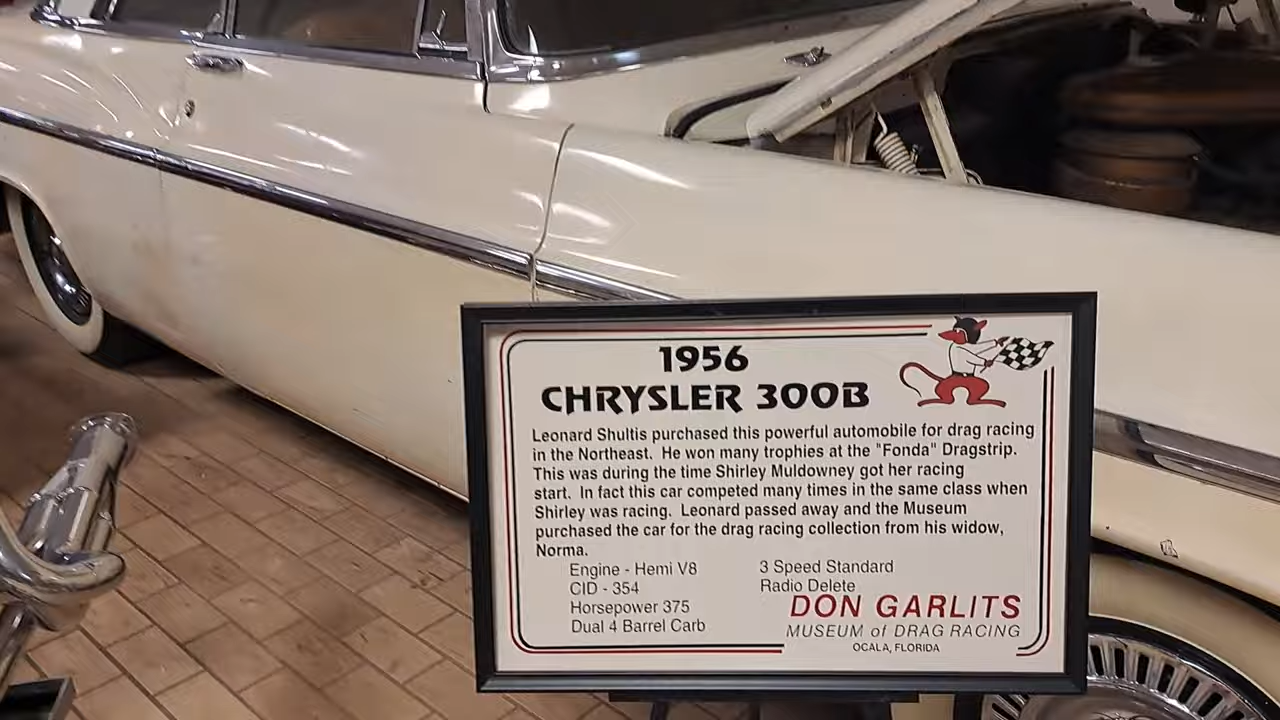 1956
CHRYSLER 300B
Leonard Shultis purchased this powerful automobile for drag racing
in the Northeast. He won many trophies at the "Fonda" Dragstrip.
This was during the time Shirley Muldowney got her racing
start. In fact this car competed many times in the same class when
Shirley was racing. Leonard passed away and the Museum
purchased the car for the drag racing collection from his widow,
Norma.
Engine - Hemi V8
CID - 354
Horsepower 375
Dual 4 Barrel Carb
3 Speed Standard
Radio Delete
DON GARLITS
MUSEUM of DRAG RACING
OCALA, FLORIDA